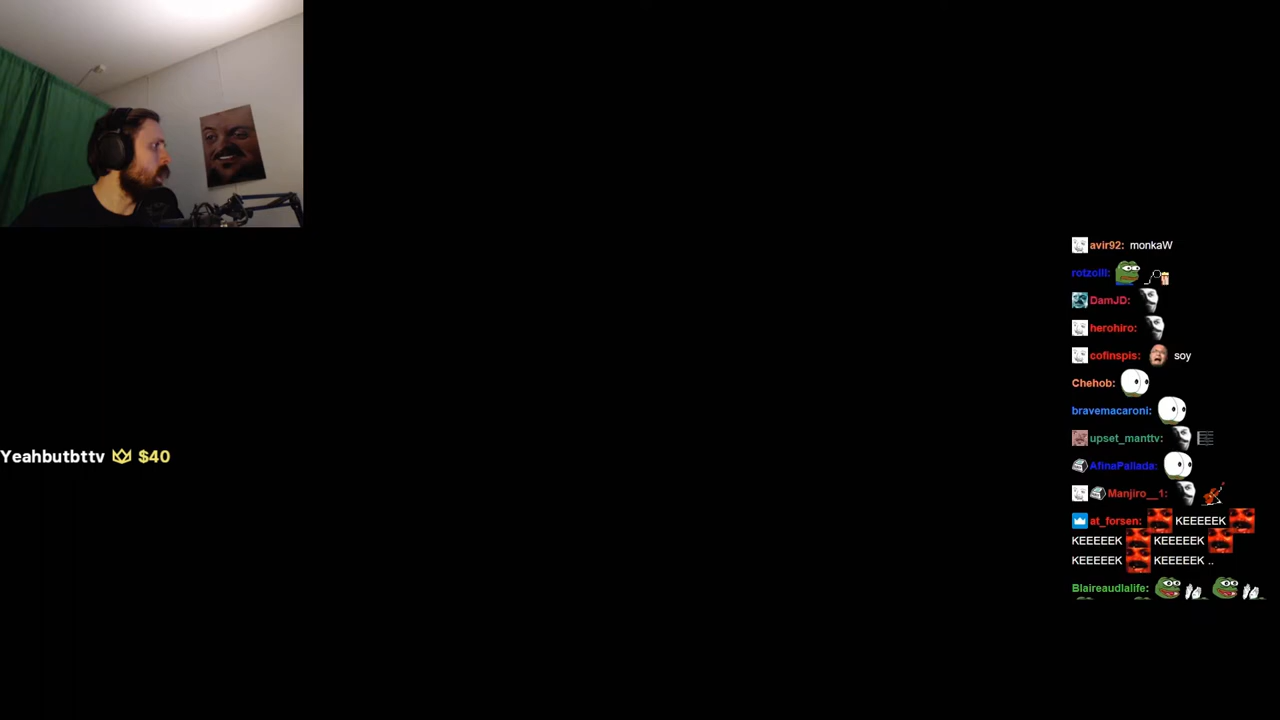 avir92: monkaW
rotzolll:
DamJD:
herohiro:
cofinspis: soy
Chehob:
bravemacaroni:
Yeahbutbttv $40
upset_manttv:
AfinaPallada:
Manjiro__1:
at_forsen: KEEEEEK
KEEEEEK KEEEEEK
KEEEEEK KEEEEEK ..
Blaireaudlalife: